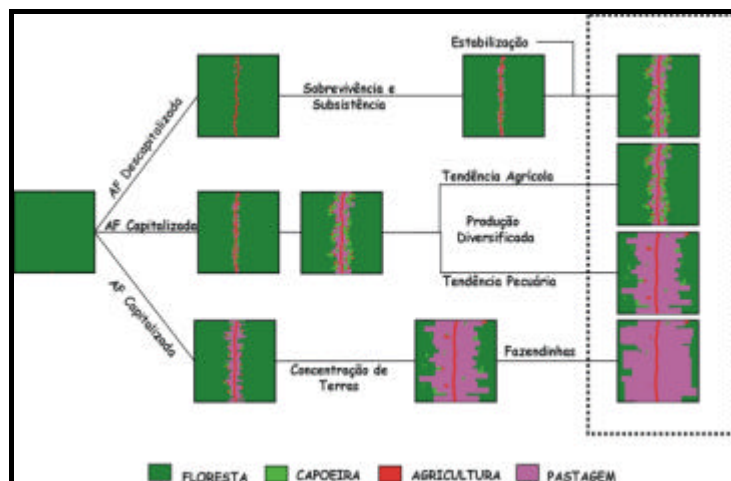 Estabilização
Sobrevivência e
Subsistência
AF Descapitalizada
Tendência Agrícola
AF Capitalizada
Produção
Diversificada
Tendência Pecuária
AF Capitalizada
Concentração de
Terras
Fazendinhas
FLORESTA CAPOEIRA AGRICULTURA PASTAGEM